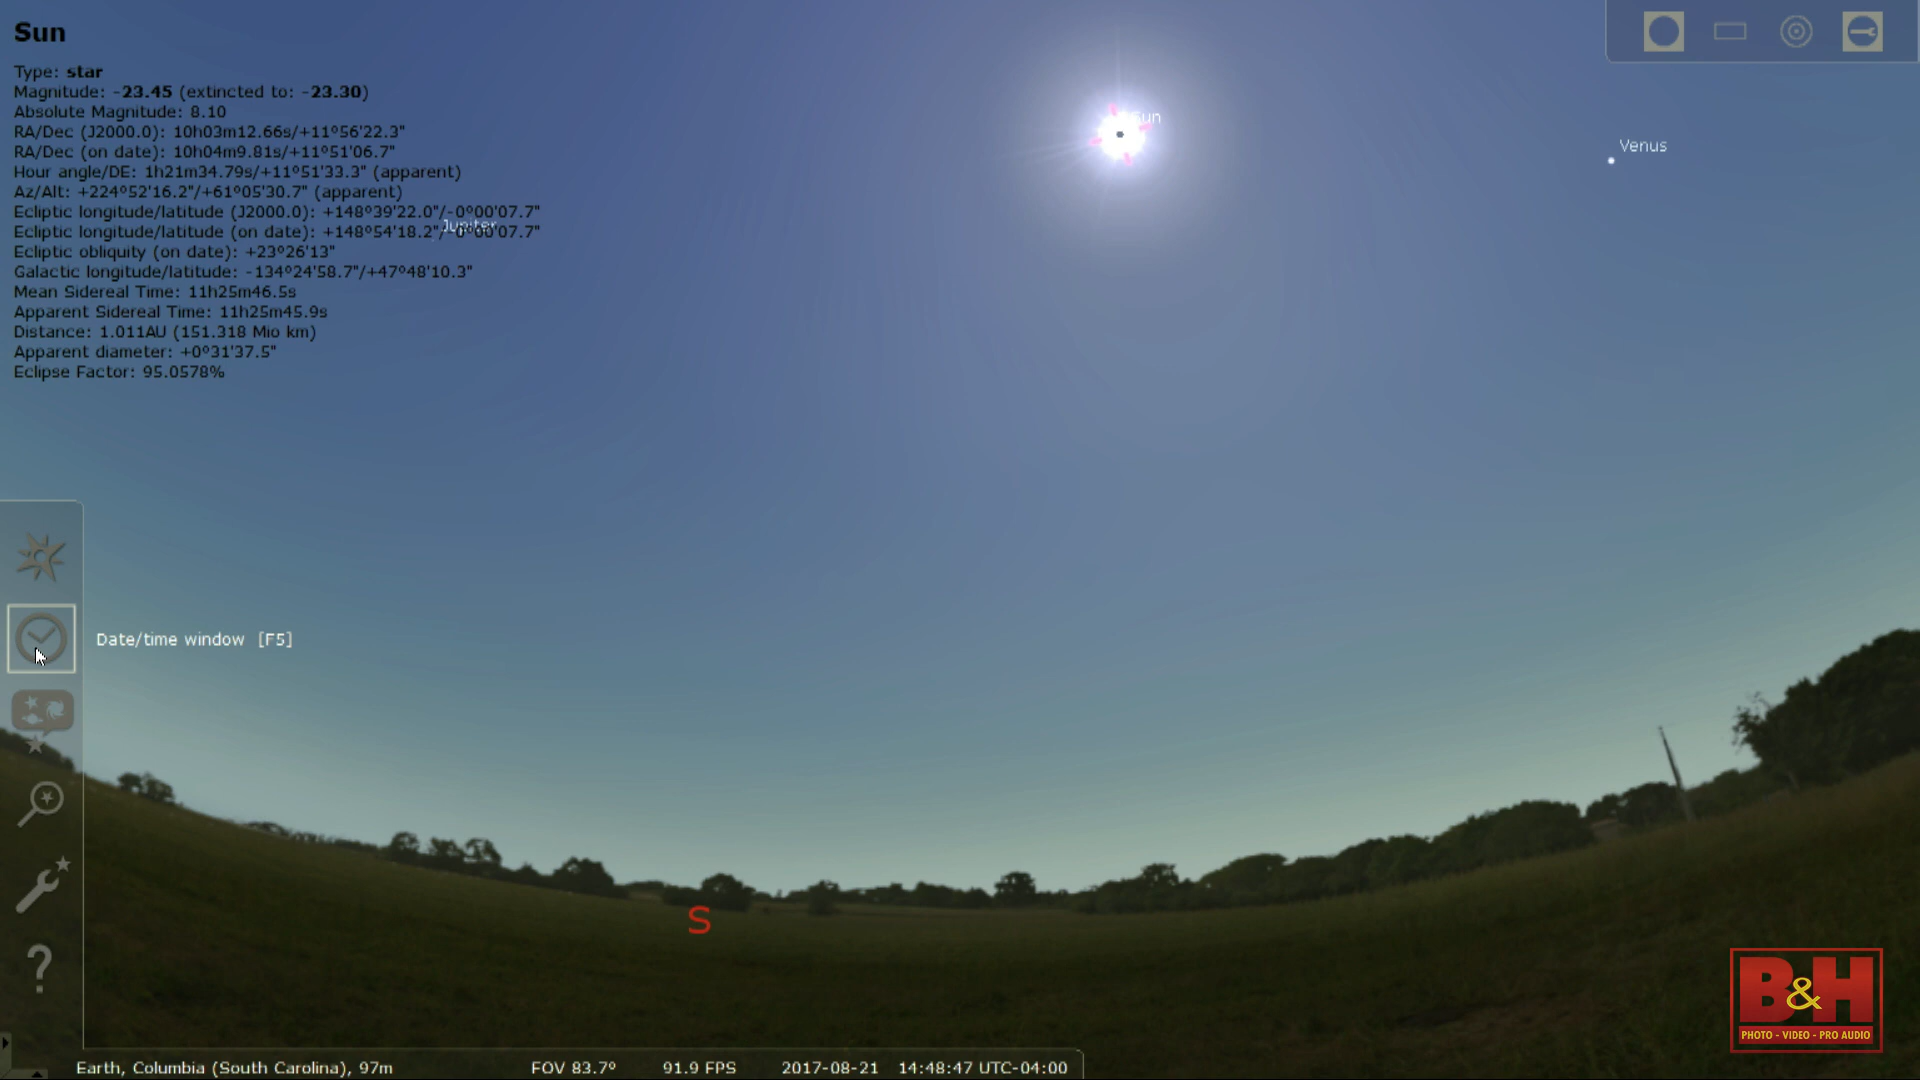 Sun
Type: star
Magnitude: -23.45 (extincted to: -23.30)
Absolute Magnitude: 8.10
RA/Dec (J2000.0): 10h03m12.66s/+11°56'22.3"
RA/Dec (on date): 10h04m9.81s/+11°51'06.7"
Hour angle/DE: 1h21m34.79s/+11°51'33.3" (apparent)
Az/Alt: +224°52'16.2"/+61°05'30.7" (apparent)
Ecliptic longitude/latitude (J2000.0): +148°39'22.0"/-0°00'07.7"
Ecliptic longitude/latitude (on date): +148°54'18.2"/-0°00'07.7"
Ecliptic obliquity (on date): +23°26'13"
Galactic longitude/latitude: -134°24'58.7"/+47°48'10.3"
Mean Sidereal Time: 11h25m46.5s
Apparent Sidereal Time: 11h25m45.9s
Distance: 1.011AU (151.318 Mio km)
Apparent diameter: +0°31'37.5"
Eclipse Factor: 95.0578%
Sun
Venus
Jupiter
Date/time window [F5]
S
B&H
PHOTO - VIDEO - PRO AUDIO
Earth, Columbia (South Carolina), 97m FOV 83.7° 91.9 FPS 2017-08-21 14:48:47 UTC-04:00